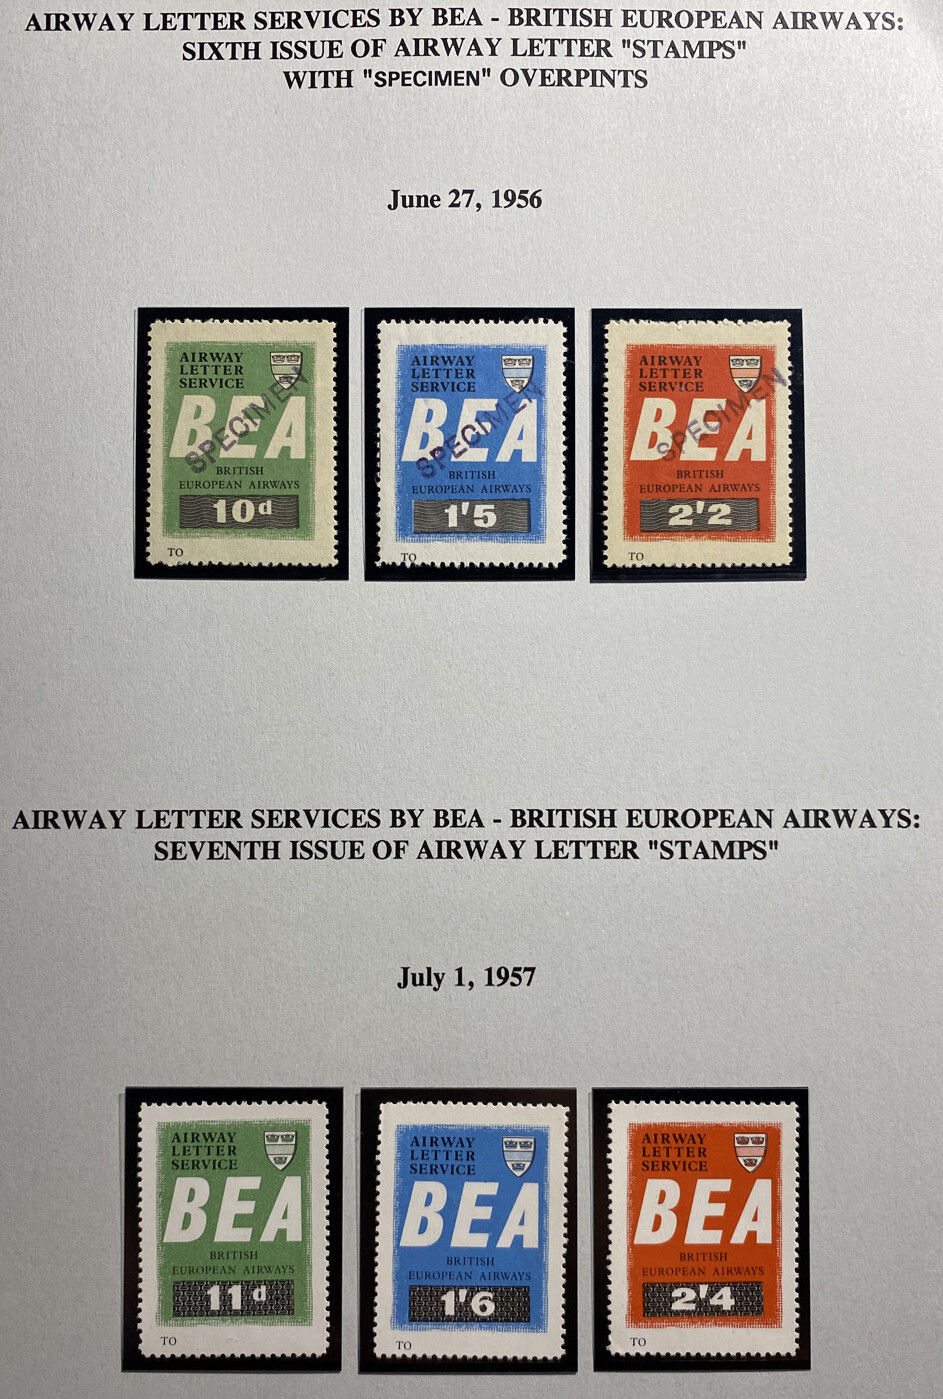 AIRWAY LETTER SERVICES BY BEA - BRITISH EUROPEAN AIRWAYS:
SIXTH ISSUE OF AIRWAY LETTER "STAMPS"
WITH "SPECIMEN" OVERPINTS
June 27, 1956
AIRWAY
LETTER
SERVICE
BEA
SPECIMEN
BRITISH
EUROPEAN AIRWAYS
10d
TO
AIRWAY
LETTER
SERVICE
BEA
SPECIMEN
BRITISH
EUROPEAN AIRWAYS
1'5
TO
AIRWAY
LETTER
SERVICE
BEA
SPECIMEN
BRITISH
EUROPEAN AIRWAYS
2'2
TO
AIRWAY LETTER SERVICES BY BEA - BRITISH EUROPEAN AIRWAYS:
SEVENTH ISSUE OF AIRWAY LETTER "STAMPS"
July 1, 1957
AIRWAY
LETTER
SERVICE
BEA
BRITISH
EUROPEAN AIRWAYS
11d
TO
AIRWAY
LETTER
SERVICE
BEA
BRITISH
EUROPEAN AIRWAYS
1'6
TO
AIRWAY
LETTER
SERVICE
BEA
BRITISH
EUROPEAN AIRWAYS
2'4
TO